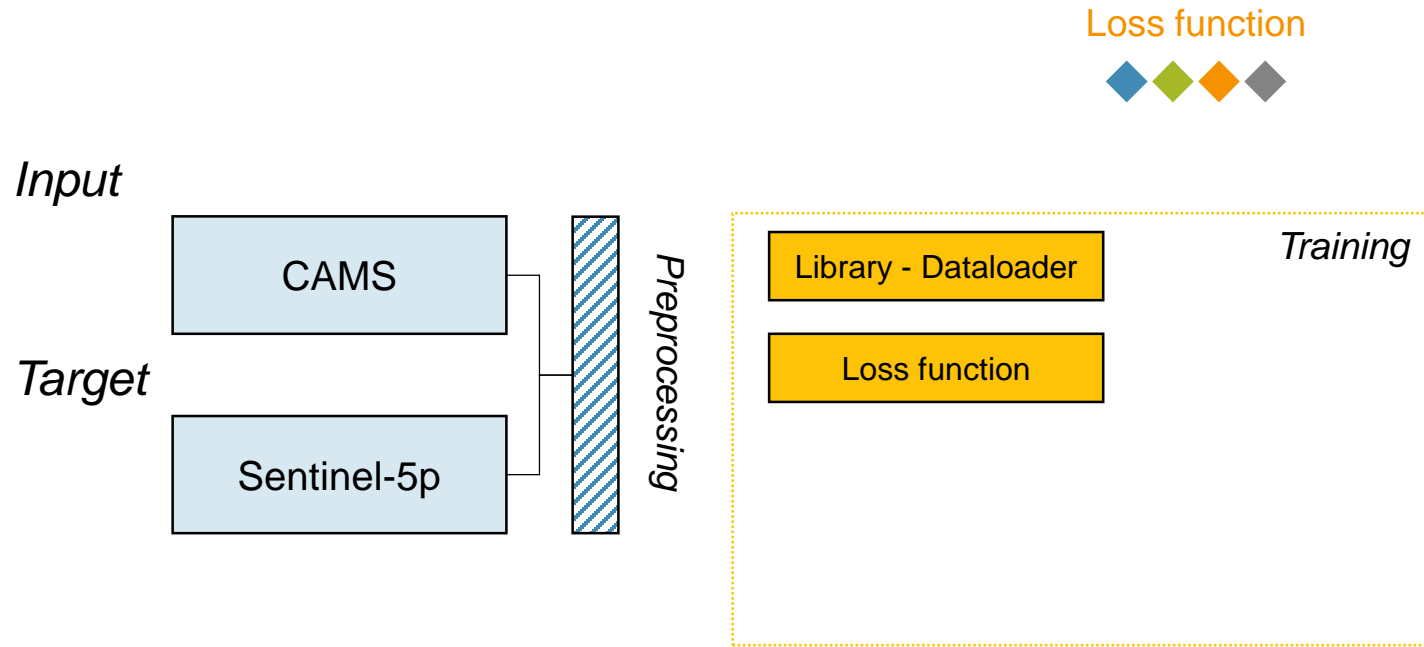 Loss function
Input
CAMS
Target
Sentinel-5p
Preprocessing
Training
Library - Dataloader
Loss function